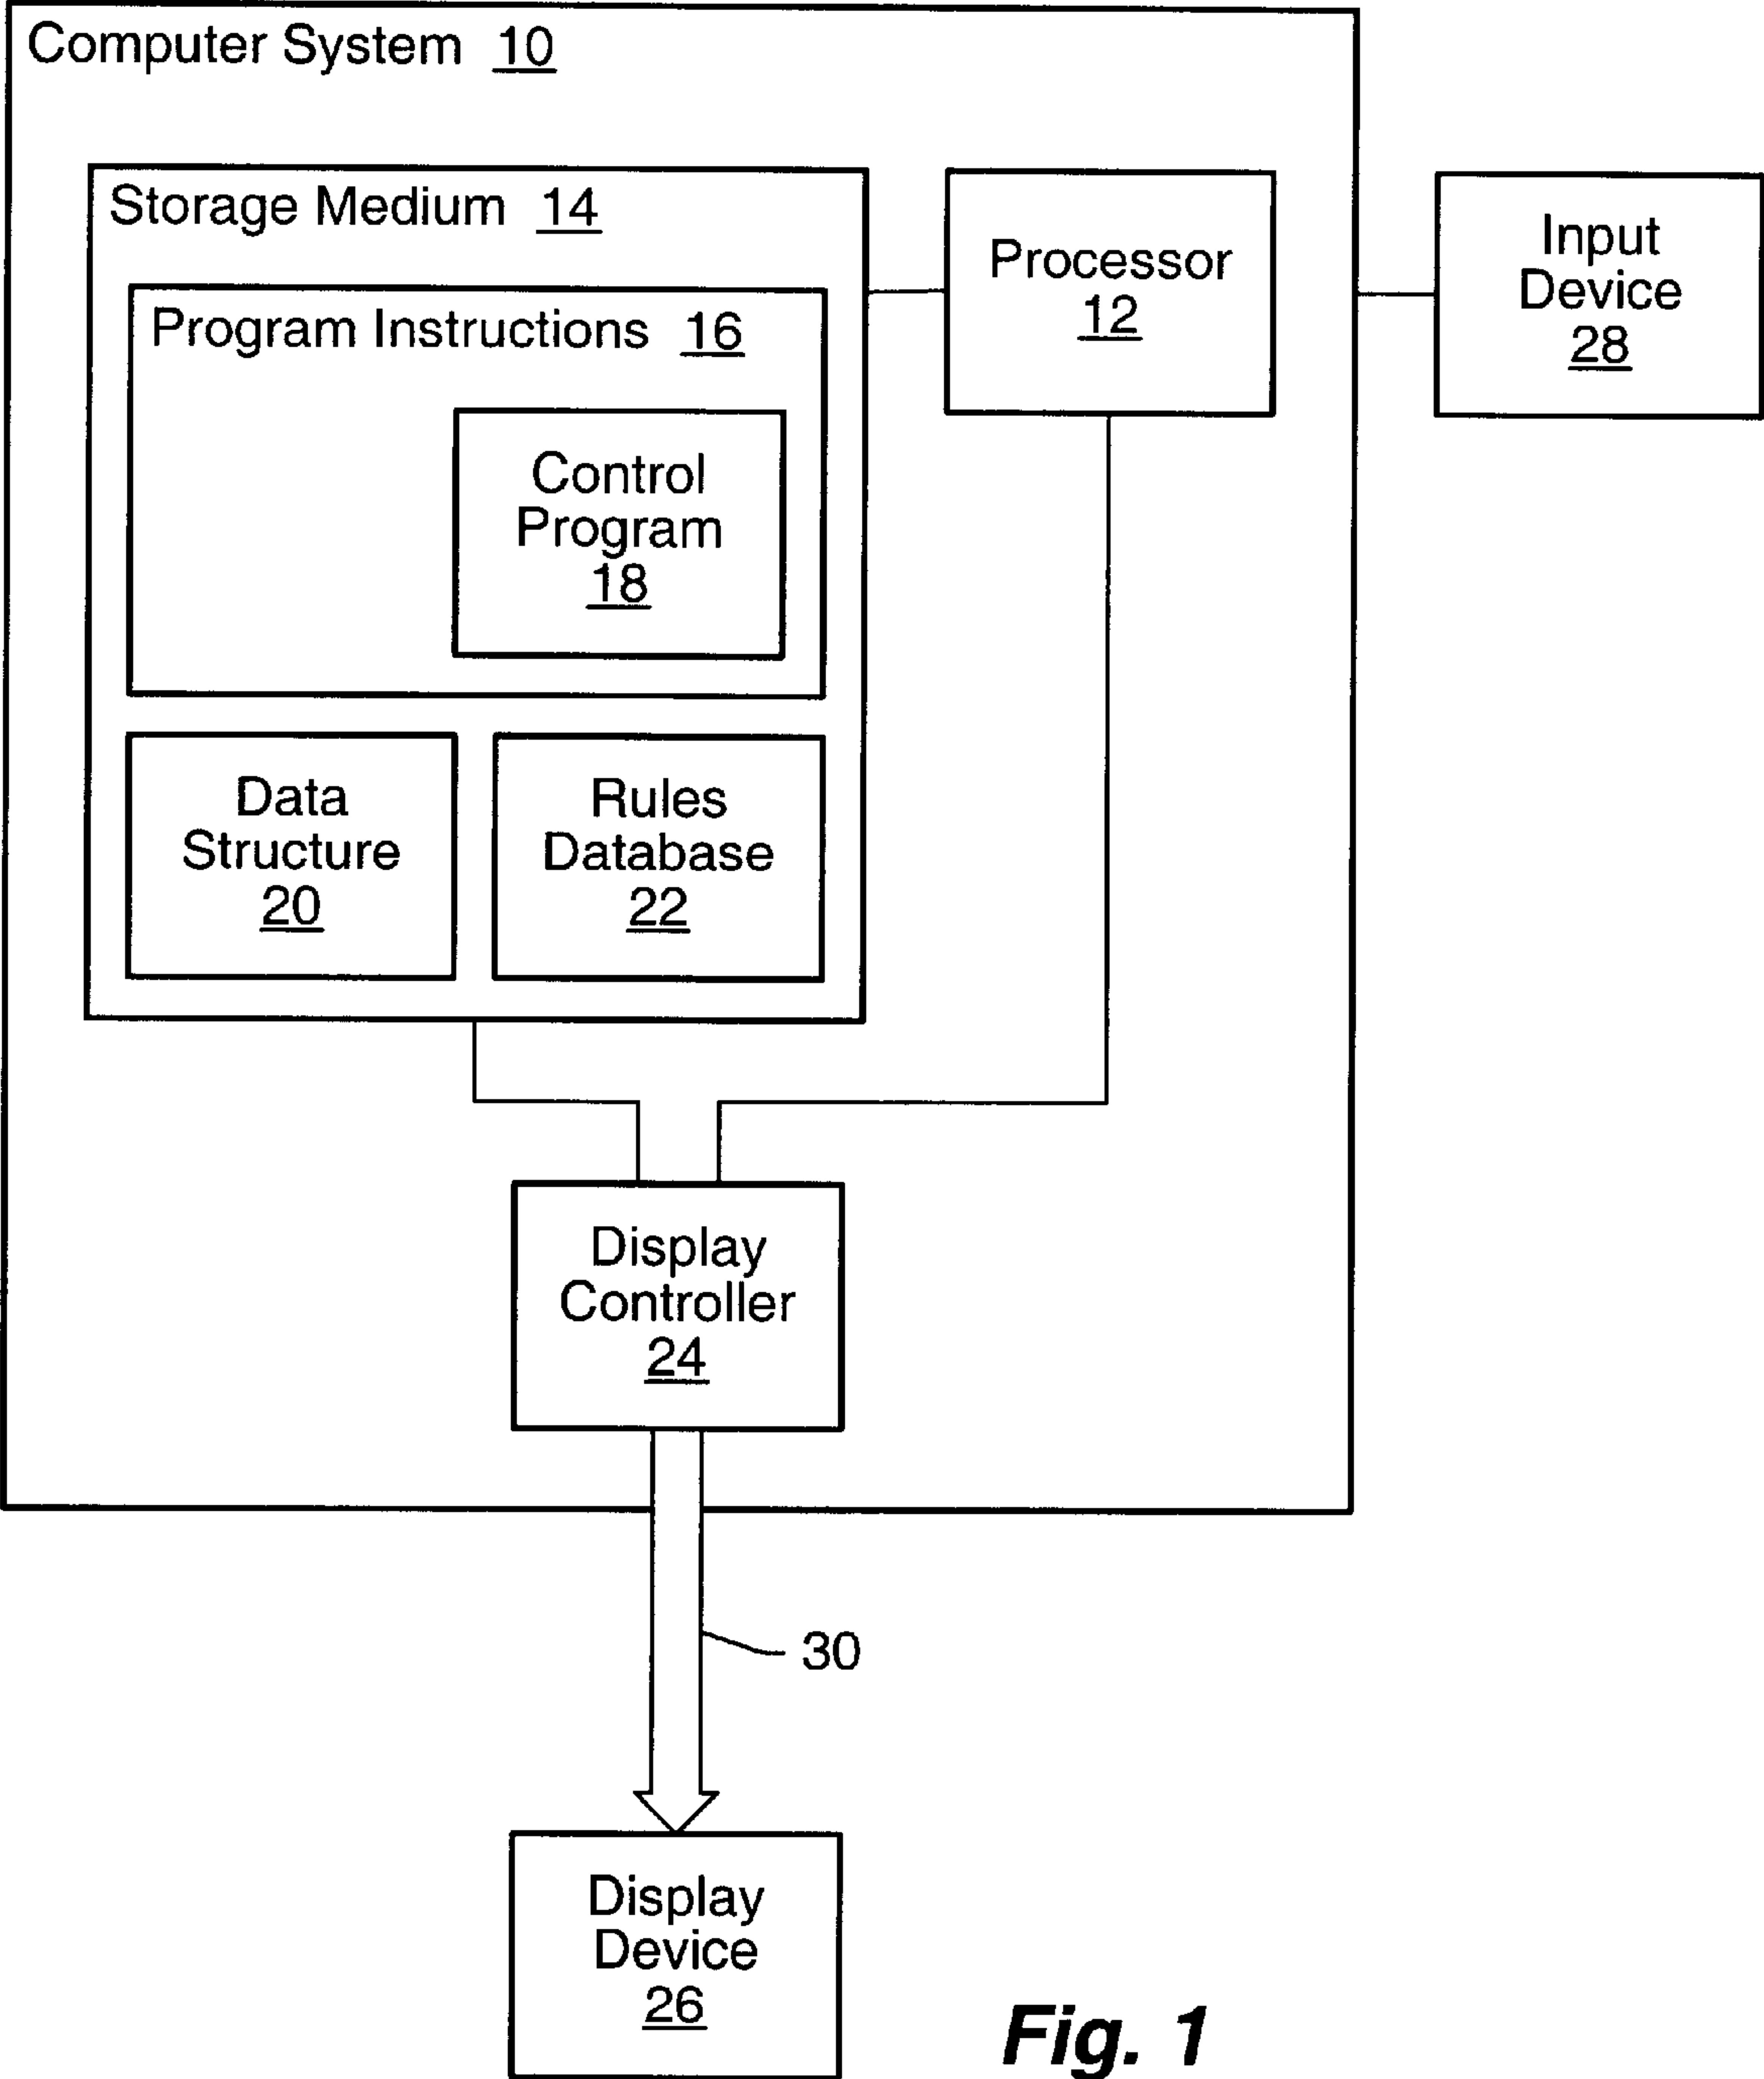 Computer System 10
Storage Medium 14
Program Instructions 16
Control
Program
18
Data
Structure
20
Rules
Database
22
Processor
12
Input
Device
28
Display
Controller
24
30
Display
Device
26
Fig. 1